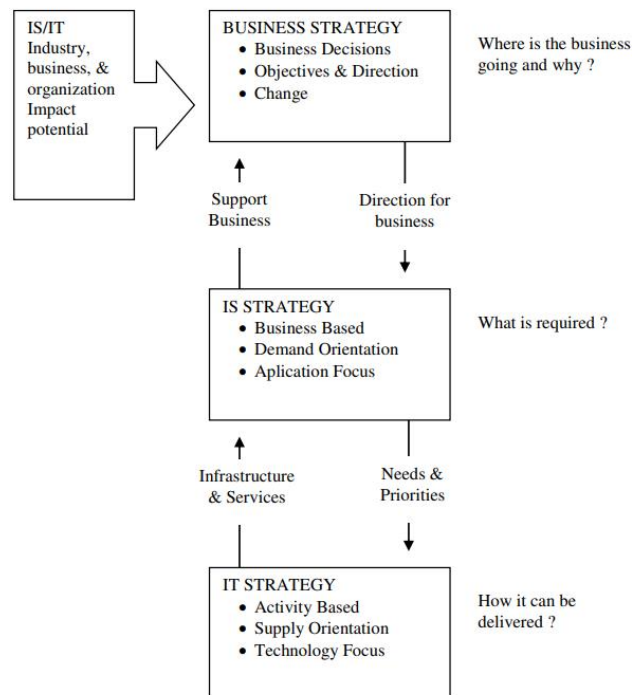 IS/IT
Industry,
business, &
organization
Impact
potential
BUSINESS STRATEGY
• Business Decisions
• Objectives & Direction
• Change
Where is the business
going and why ?
Support
Business
Direction for
business
IS STRATEGY
• Business Based
• Demand Orientation
• Aplication Focus
What is required ?
Infrastructure
& Services
Needs &
Priorities
IT STRATEGY
• Activity Based
• Supply Orientation
• Technology Focus
How it can be
delivered ?